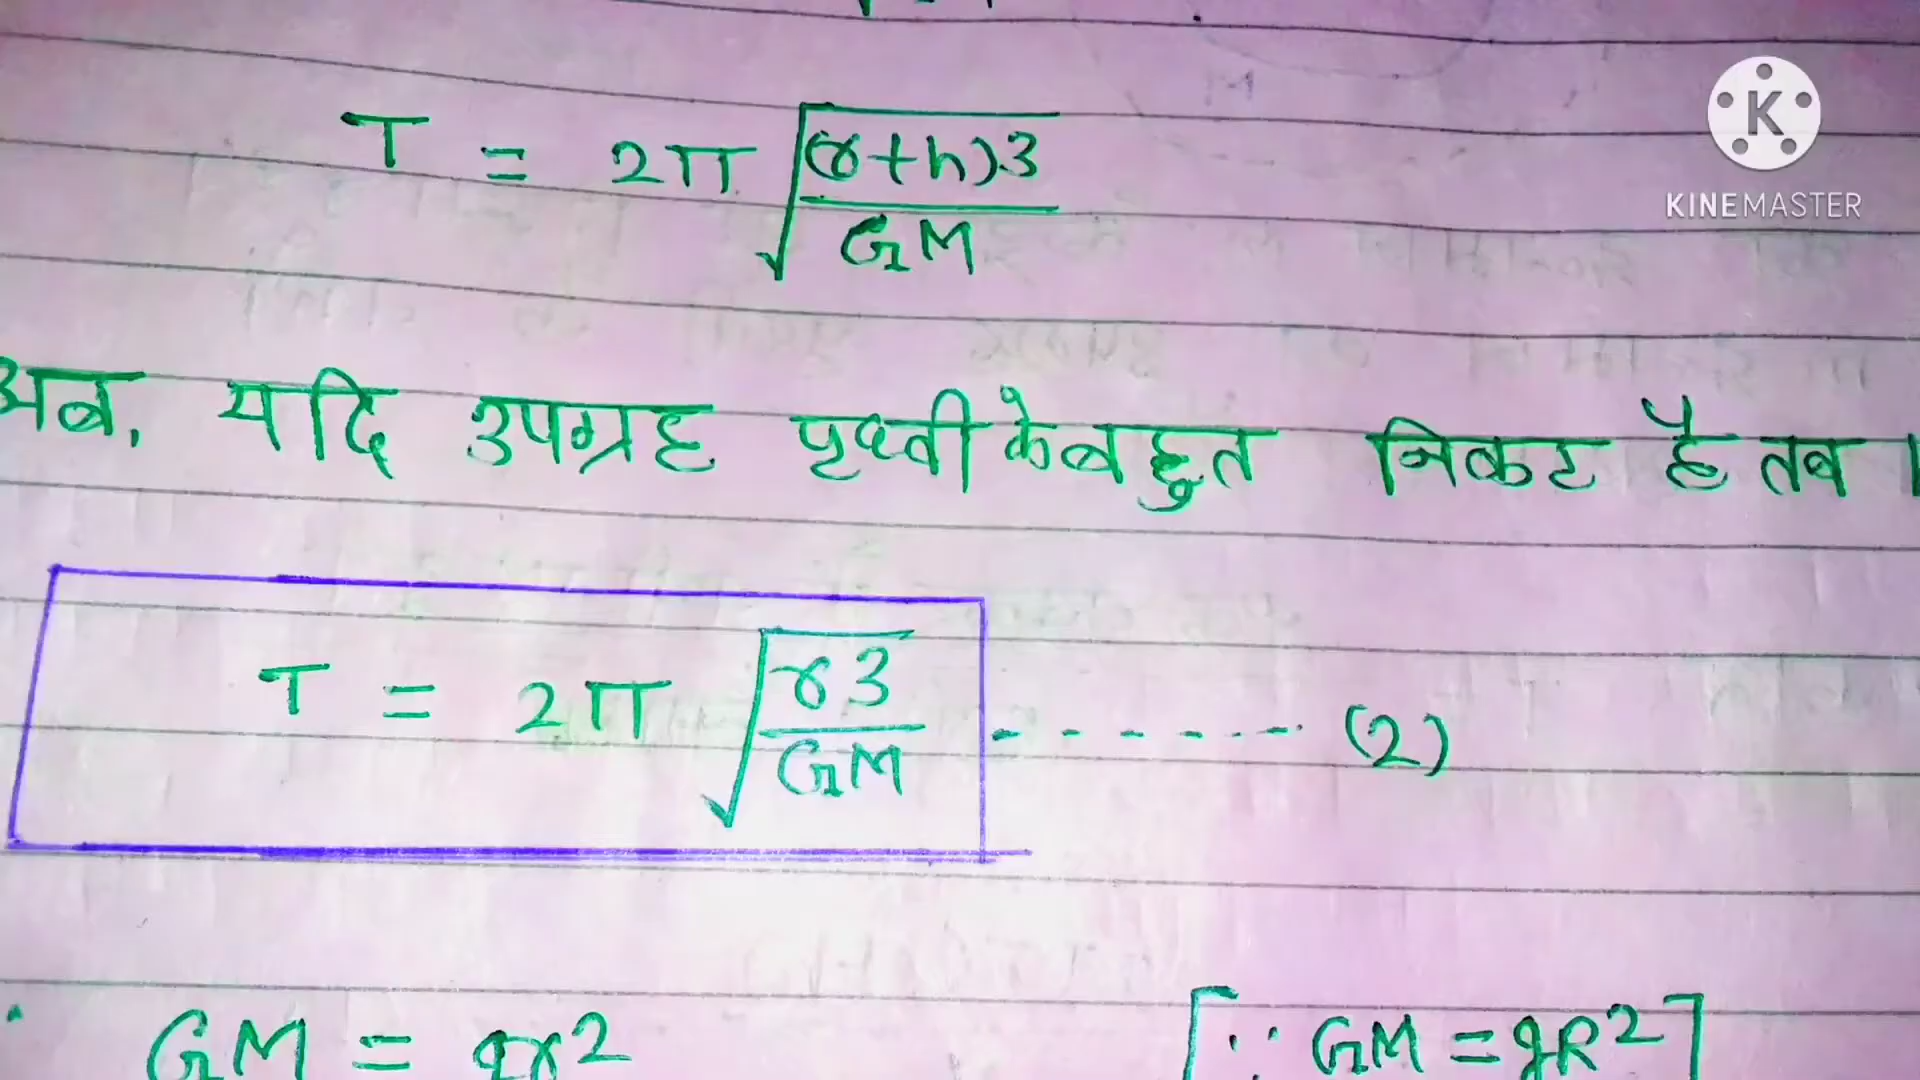 T = 2π √(r+h)3
GM
KINEMASTER
अब, यदि उपग्रह पृथ्वी के बहुत निकट है तब ।
T = 2π √r3 ------- (2)
GM
GM = gr2 [∵ GM = gR2]